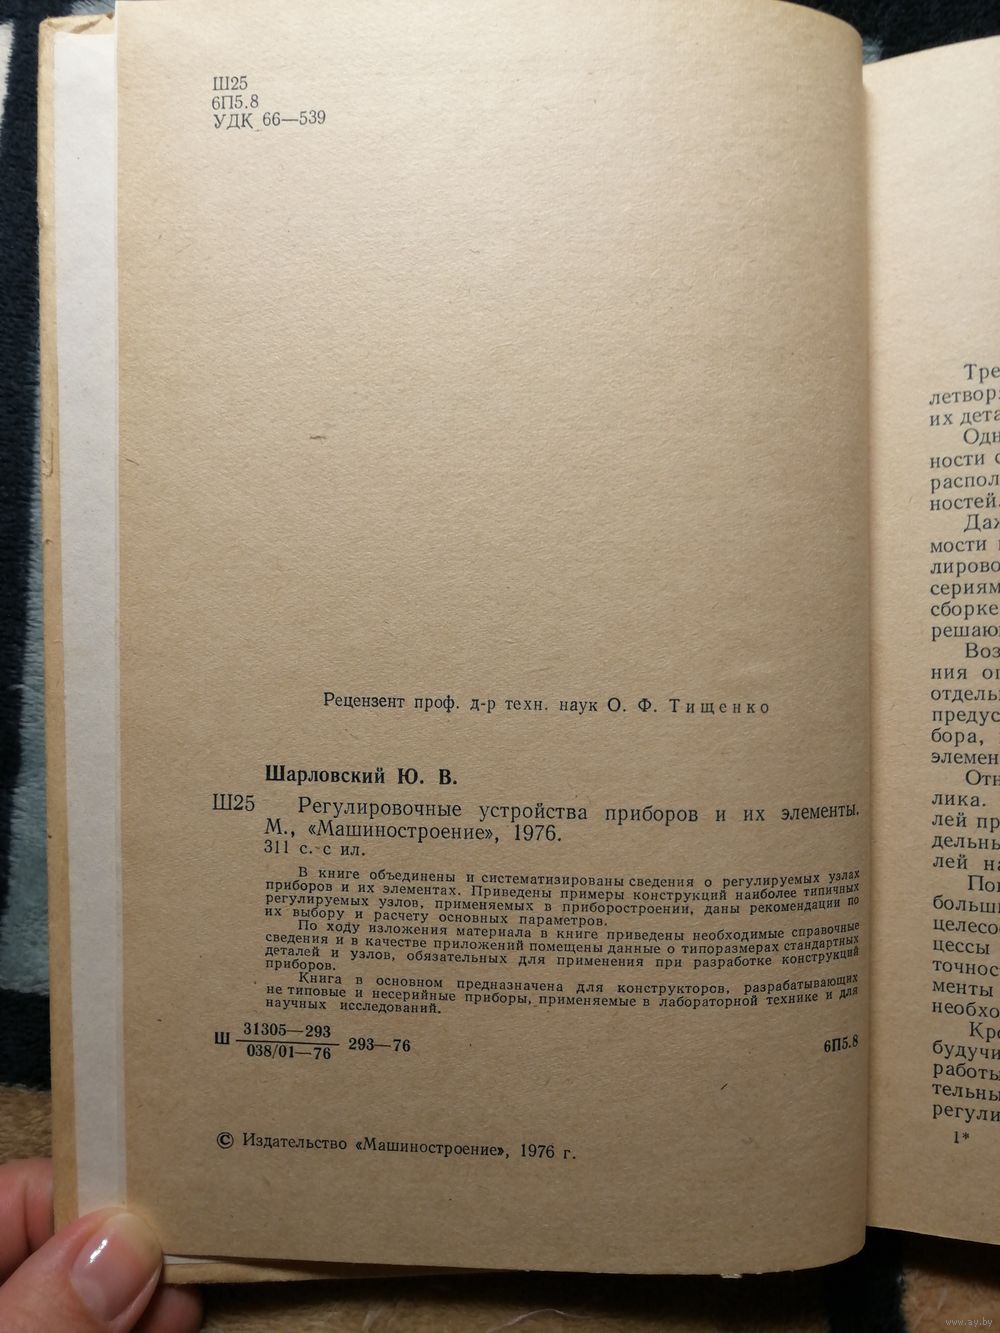 Ш25
6П5.8
УДК 66—539
Рецензент проф. д-р техн. наук О. Ф. Тищенко
Шарловский Ю. В.
Ш25 Регулировочные устройства приборов и их элементы.
М., «Машиностроение», 1976.
311 с. с ил.
В книге объединены и систематизированы сведения о регулируемых узлах
приборов и их элементах. Приведены примеры конструкций наиболее типичных
регулируемых узлов, применяемых в приборостроении, даны рекомендации по
их выбору и расчету основных параметров.
По ходу изложения материала в книге приведены необходимые справочные
сведения и в качестве приложений помещены данные о типоразмерах стандартных
деталей и узлов, обязательных для применения при разработке конструкций
приборов.
Книга в основном предназначена для конструкторов, разрабатывающих
не типовые и несерийные приборы, применяемые в лабораторной технике и для
научных исследований.
Ш 31305—293
038/01—76 293—76 6П5.8
© Издательство «Машиностроение», 1976 г.
Тре
летвор
их дета
Одн
ности с
распол
ностей.
Даж
мости
лирово
сериям
сборке
решаю
Воз
ния
отдель
предус
бора,
элемен
Отн
лика.
лей пр
дельны
лей на
Пов
больши
целесо
цессы
точнос
менты
необхо
Кро
будучи
работы
тельны
регули
1*
www.ay.by